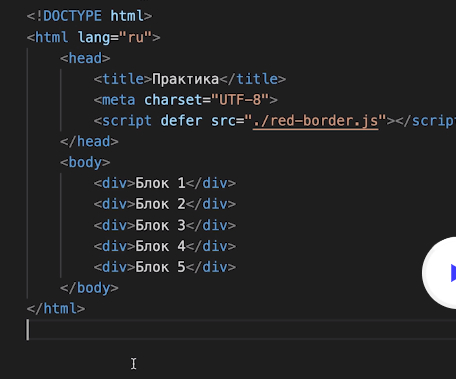 <!DOCTYPE html>
<html lang="ru">
<head>
<title>Практика</title>
<meta charset="UTF-8">
<script defer src="./red-border.js"></scrip
</head>
<body>
<div>Блок 1</div>
<div>Блок 2</div>
<div>Блок 3</div>
<div>Блок 4</div>
<div>Блок 5</div>
</body>
</html>